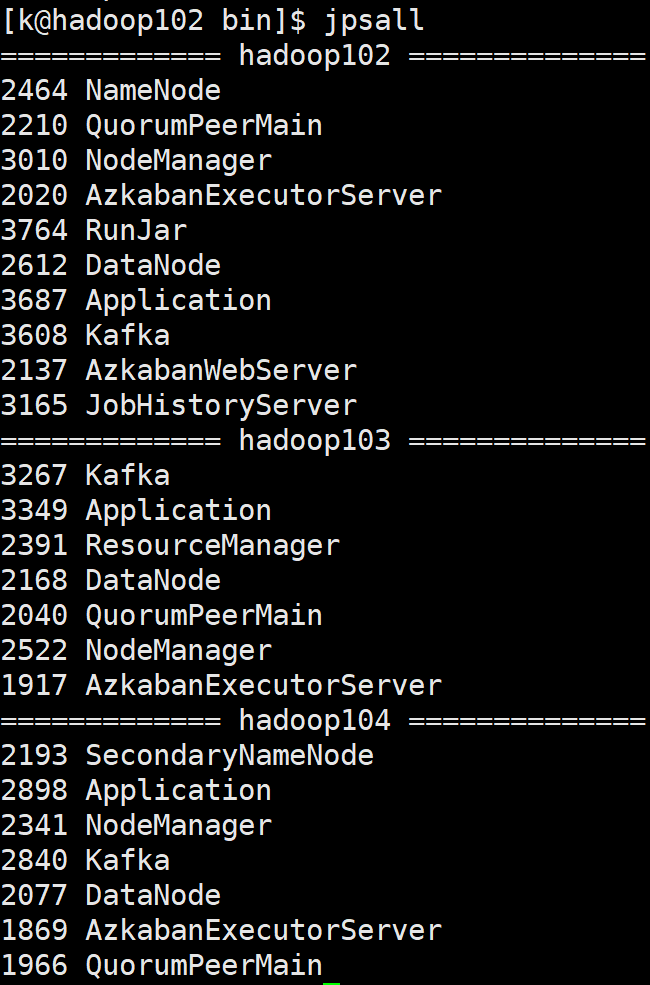 [k@hadoop102 bin]$ jpsall
============= hadoop102 ==============
2464 NameNode
2210 QuorumPeerMain
3010 NodeManager
2020 AzkabanExecutorServer
3764 RunJar
2612 DataNode
3687 Application
3608 Kafka
2137 AzkabanWebServer
3165 JobHistoryServer
============= hadoop103 ==============
3267 Kafka
3349 Application
2391 ResourceManager
2168 DataNode
2040 QuorumPeerMain
2522 NodeManager
1917 AzkabanExecutorServer
============= hadoop104 ==============
2193 SecondaryNameNode
2898 Application
2341 NodeManager
2840 Kafka
2077 DataNode
1869 AzkabanExecutorServer
1966 QuorumPeerMain